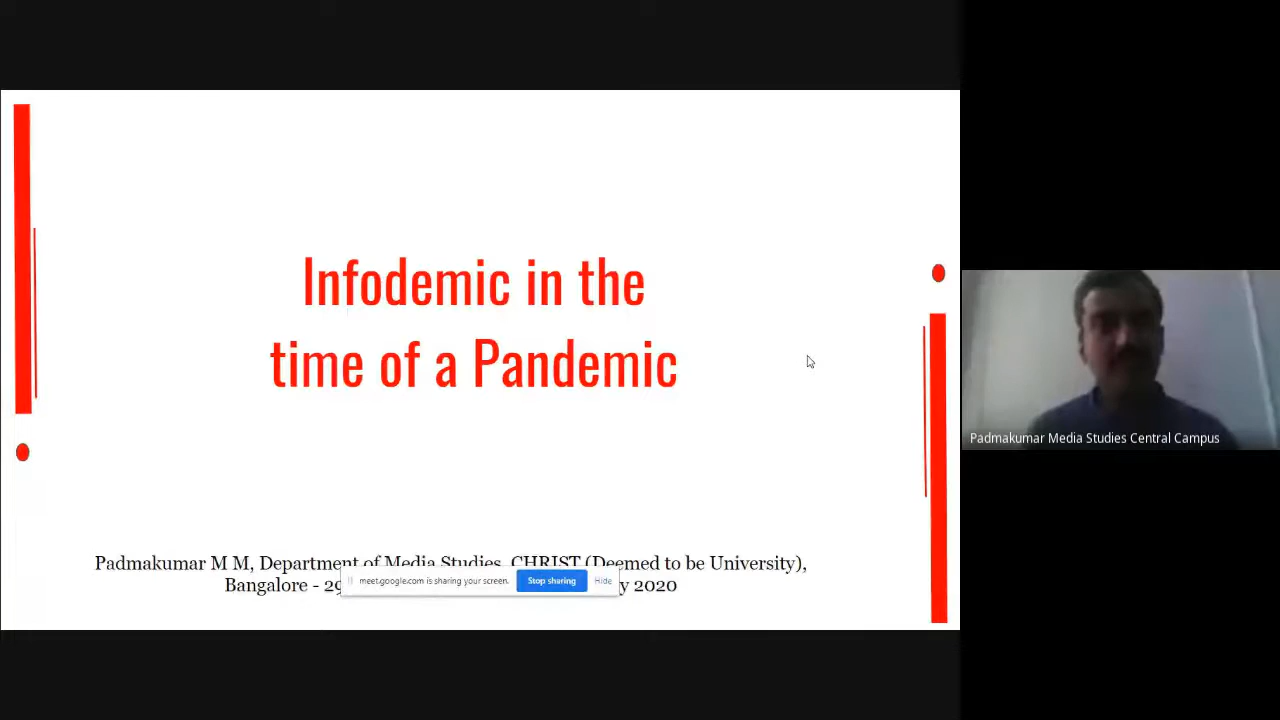 Infodemic in the
time of a Pandemic
Padmakumar M M, Department of Media Studies, CHRIST (Deemed to be University),
Bangalore - 29 2020
meet.google.com is sharing your screen. Stop sharing Hide
Padmakumar Media Studies Central Campus